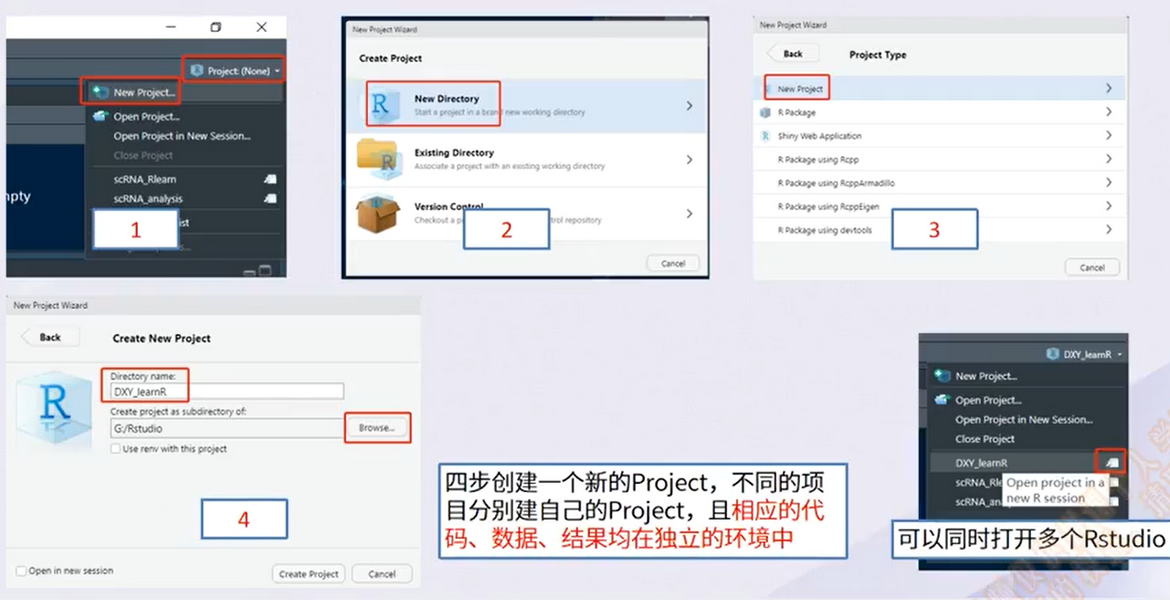 Project: (None)
New Project...
Open Project...
Open Project in New Session...
Close Project
scRNA_Rlearn
scRNA_analysis
1
New Project Wizard
Create Project
New Directory
Start a project in a brand new working directory
Existing Directory
Associate a project with an existing working directory
Version Control
Checkout a
repository
2
Cancel
New Project Wizard
Back
Project Type
New Project
R Package
Shiny Web Application
R Package using Rcpp
R Package using RcppArmadillo
R Package using RcppEigen
R Package using devtools
3
Cancel
New Project Wizard
Back
Create New Project
R
Directory name:
DXY_learnR
Create project as subdirectory of:
G:/Rstudio
Browse...
Use renv with this project
4
Open in new session
Create Project
Cancel
四步创建一个新的Project，不同的项
目分别建自己的Project，且相应的代
码、数据、结果均在独立的环境中
DXY_learnR
New Project...
Open Project...
Open Project in New Session...
Close Project
DXY_learnR
Open project in a
new R session
可以同时打开多个Rstudio